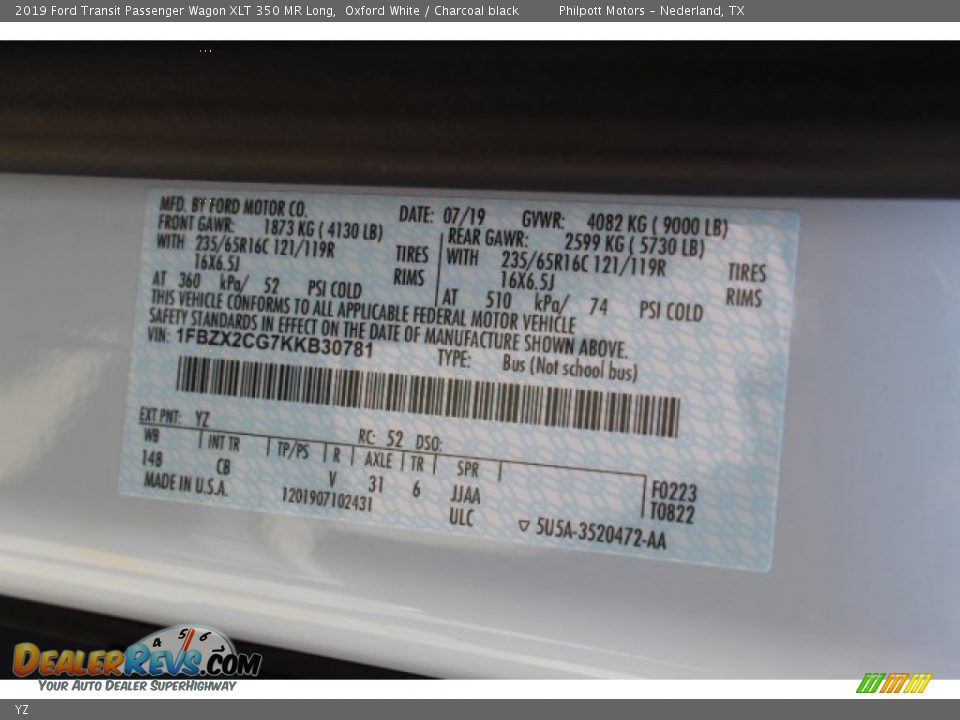 2019 Ford Transit Passenger Wagon XLT 350 MR Long, Oxford White / Charcoal black Philpott Motors – Nederland, TX
MFD. BY FORD MOTOR CO. DATE: 07/19 GVWR: 4082 KG ( 9000 LB)
FRONT GAWR: 1873 KG ( 4130 LB) REAR GAWR: 2599 KG ( 5730 LB)
WITH 235/65R16C 121/119R TIRES WITH 235/65R16C 121/119R TIRES
16X6.5J RIMS 16X6.5J RIMS
AT 360 kPa/ 52 PSI COLD AT 510 kPa/ 74 PSI COLD
THIS VEHICLE CONFORMS TO ALL APPLICABLE FEDERAL MOTOR VEHICLE
SAFETY STANDARDS IN EFFECT ON THE DATE OF MANUFACTURE SHOWN ABOVE.
VIN: 1FBZX2CG7KKB30781 TYPE: Bus (Not school bus)
EXT PNT: YZ RC: 52 DSO:
WB INT TR TP/PS R AXLE TR SPR
148 CB V 31 6 JJAA F0223
MADE IN U.S.A. 1201907102431 ULC T0822
▽ 5U5A-3520472-AA
4 5 6
DEALERREVS.COM
YOUR AUTO DEALER SUPERHIGHWAY
YZ